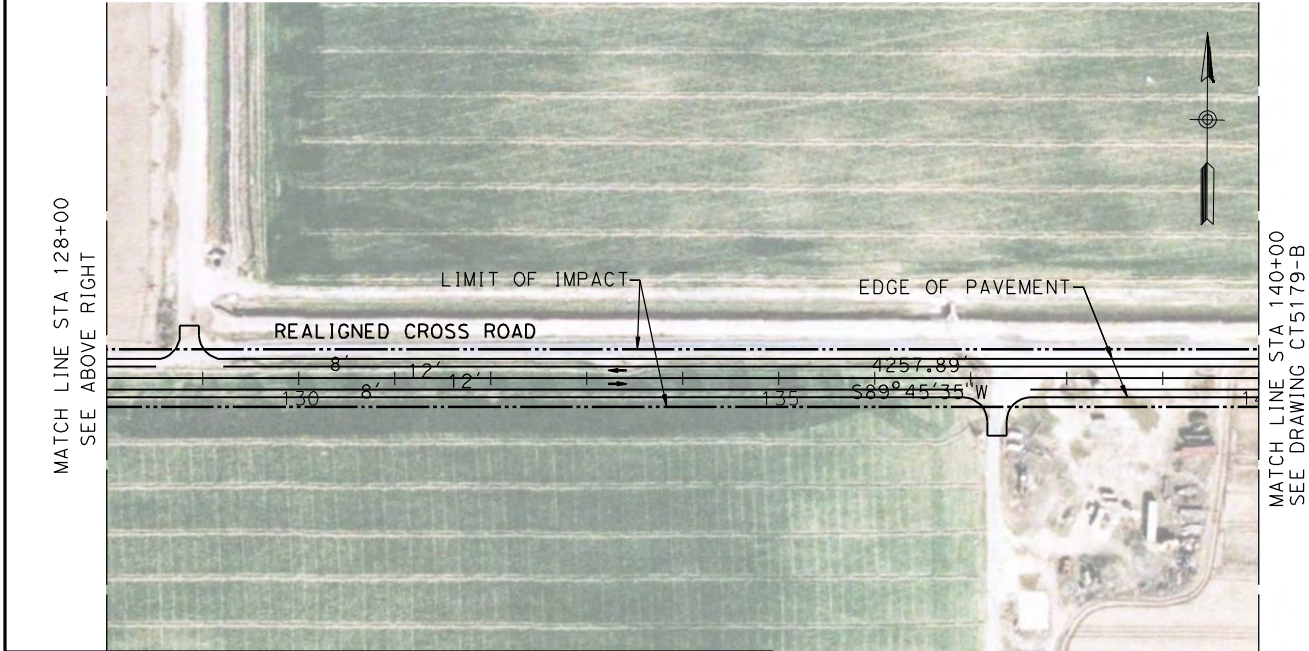 MATCH LINE STA 128+00
SEE ABOVE RIGHT
LIMIT OF IMPACT
EDGE OF PAVEMENT
REALIGNED CROSS ROAD
8'
12'
12'
8'
4257.89'
S89°45'35"W
130
135
MATCH LINE STA 140+00
SEE DRAWING CT5179-B